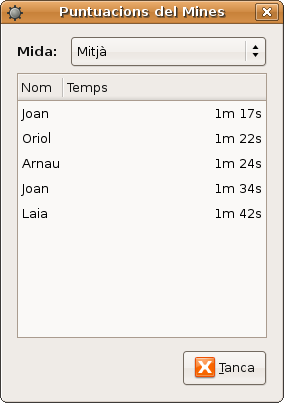 Puntuacions del Mines
Mida: Mitjà
Nom Temps
Joan 1m 17s
Oriol 1m 22s
Arnau 1m 24s
Joan 1m 34s
Laia 1m 42s
Tanca